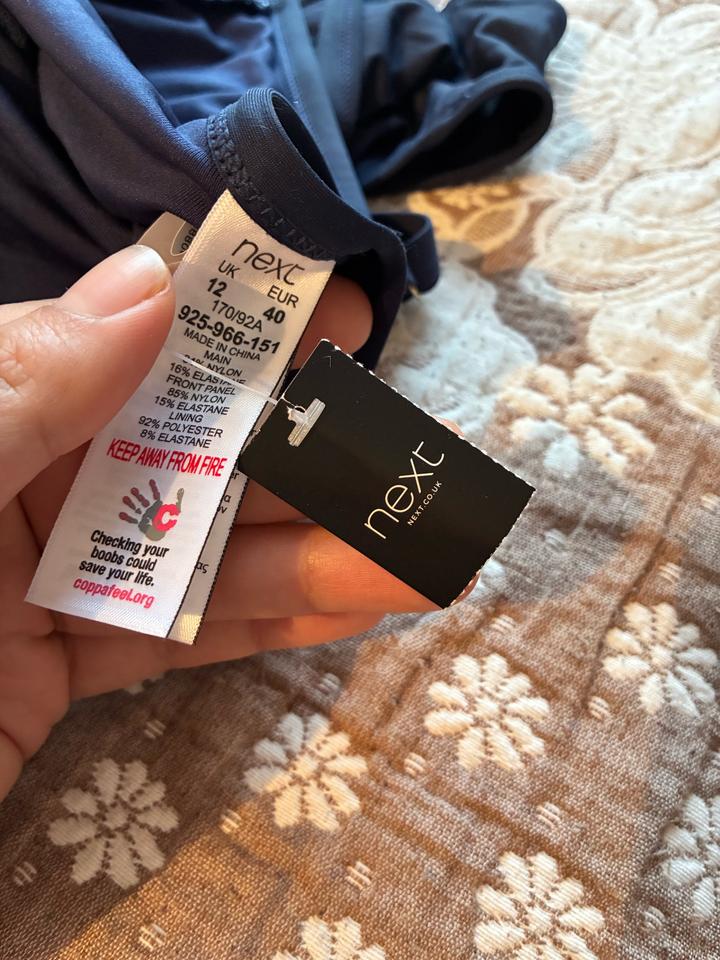 next
UK
EUR
12
40
170/92A
925-966-151
MADE IN CHINA
MAIN
NYLON
16% ELASTANE
FRONT PANEL
85% NYLON
15% ELASTANE
LINING
92% POLYESTER
8% ELASTANE
KEEP AWAY FROM FIRE
C
Checking your
boobs could
save your life.
coppafeel.org
next
NEXT.CO.UK